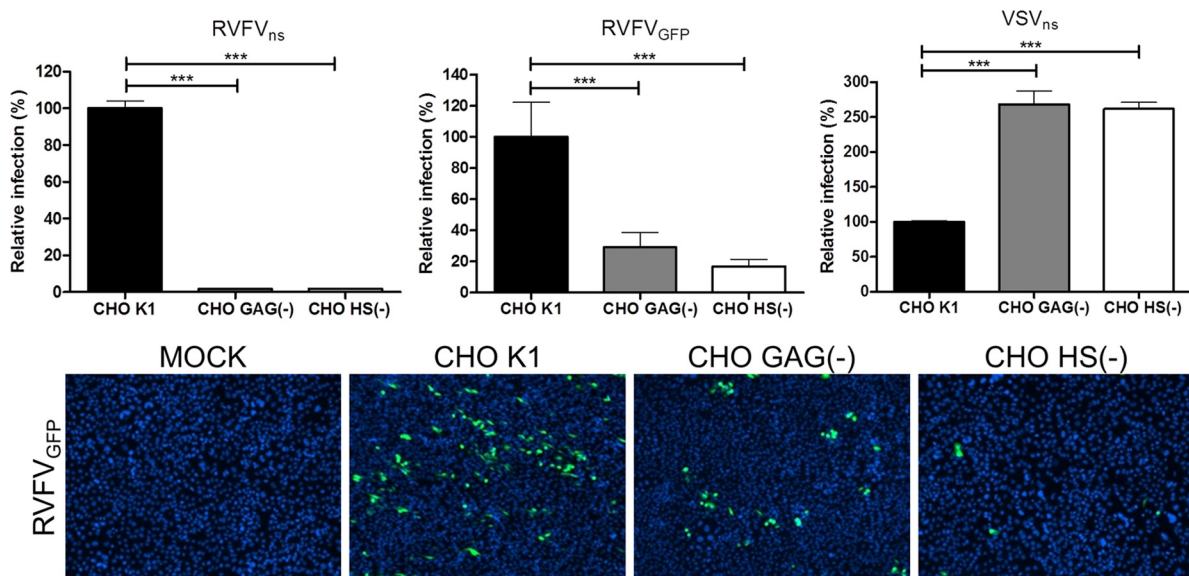 RVFVns
***
***
Relative infection (%)
120
100
80
60
40
20
0
CHO K1 CHO GAG(-) CHO HS(-)
RVFVGFP
***
***
Relative infection (%)
140
120
100
80
60
40
20
0
CHO K1 CHO GAG(-) CHO HS(-)
VSVns
***
***
Relative infection (%)
300
250
200
150
100
50
0
CHO K1 CHO GAG(-) CHO HS(-)
MOCK CHO K1 CHO GAG(-) CHO HS(-)
RVFVGFP